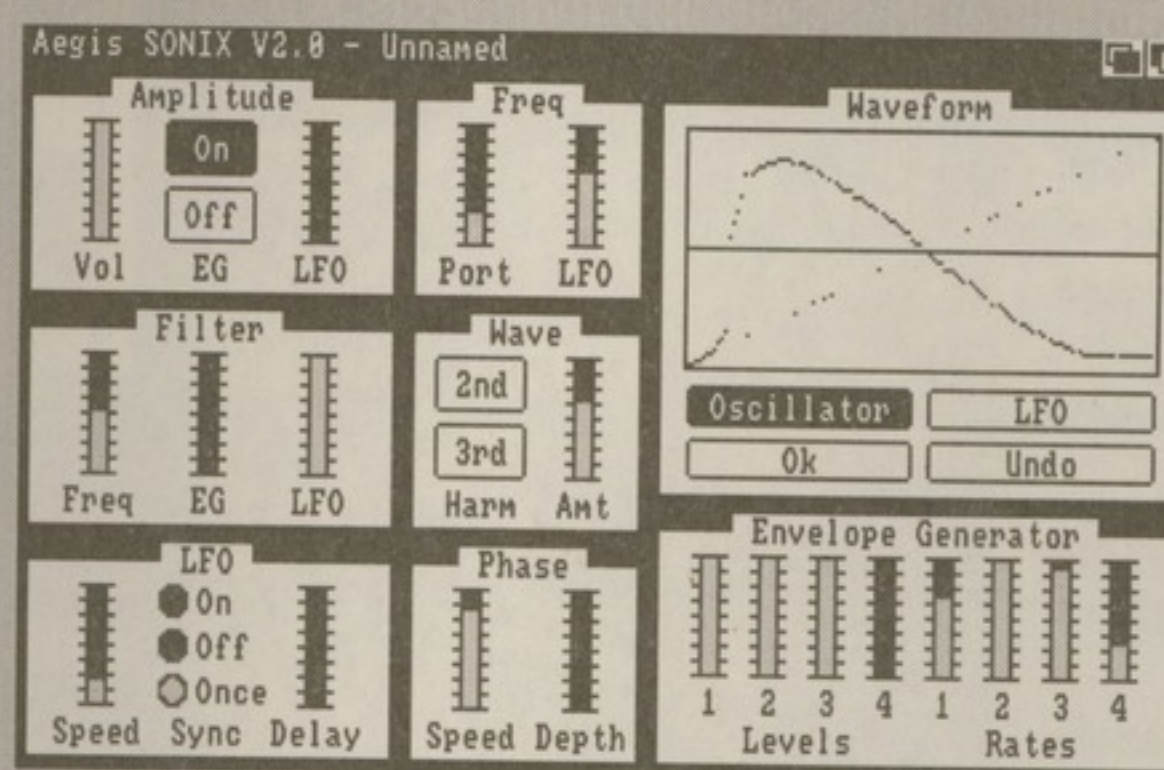 Aegis SONIX V2.0 - Unnamed
Amplitude
On
Off
Vol EG LFO
Freq
Port LFO
Waveform
Oscillator LFO
Ok Undo
Filter
Freq EG LFO
Wave
2nd
3rd
Harm Amt
LFO
On
Off
Once
Speed Sync Delay
Phase
Speed Depth
Envelope Generator
1 2 3 4 1 2 3 4
Levels Rates